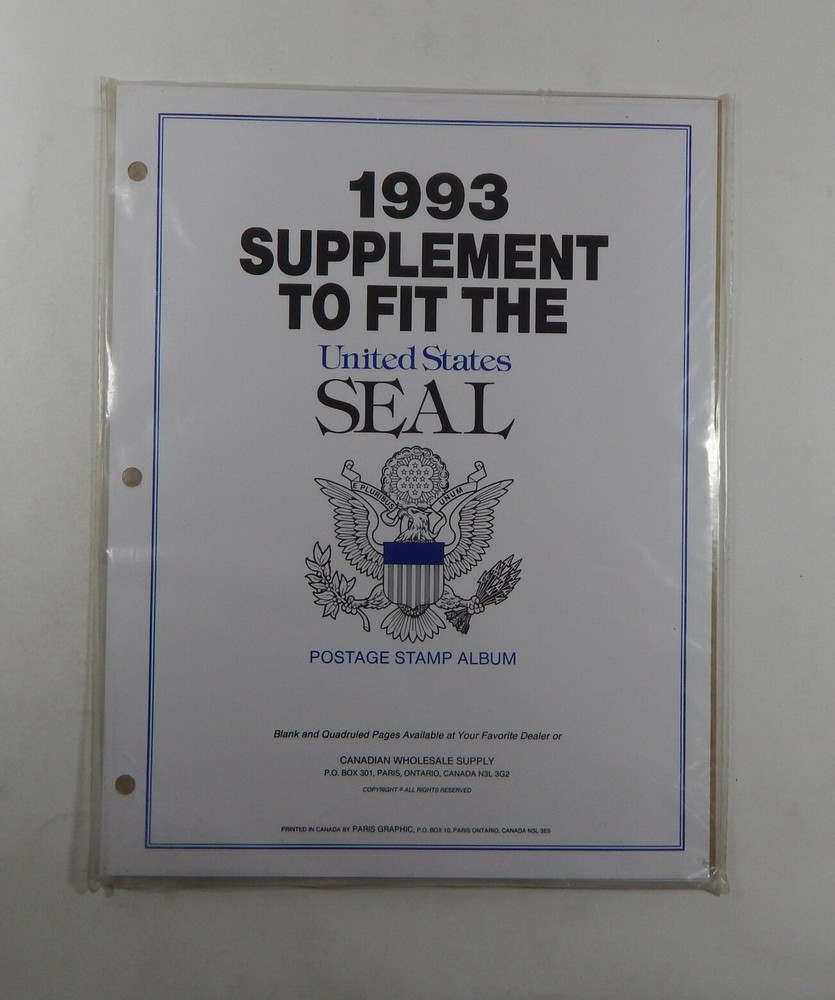 1993
SUPPLEMENT
TO FIT THE
United States
SEAL
E PLURIBUS UNUM
POSTAGE STAMP ALBUM
Blank and Quadruled Pages Available at Your Favorite Dealer or
CANADIAN WHOLESALE SUPPLY
P.O. BOX 301, PARIS, ONTARIO, CANADA N3L 3G2
COPYRIGHT © ALL RIGHTS RESERVED
PRINTED IN CANADA BY PARIS GRAPHIC, P.O. BOX 10, PARIS ONTARIO, CANADA N3L 3E5